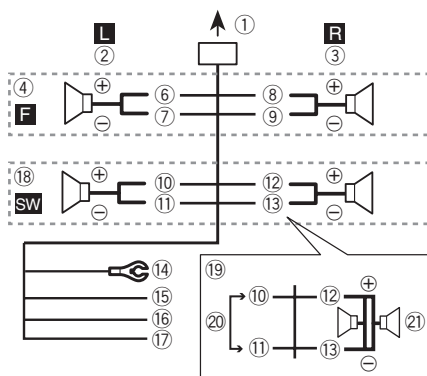 L ① R
② ③
④ ⊕ ⑥ ⑧ ⊕
F ⊖ ⑦ ⑨ ⊖
⑱ ⊕ ⑩ ⑫ ⊕
SW ⊖ ⑪ ⑬ ⊖
⑭ ⑲
⑮ ⑩ ⑫ ⊕
⑯ ⑳ ㉑
⑰ ⑪ ⑬ ⊖